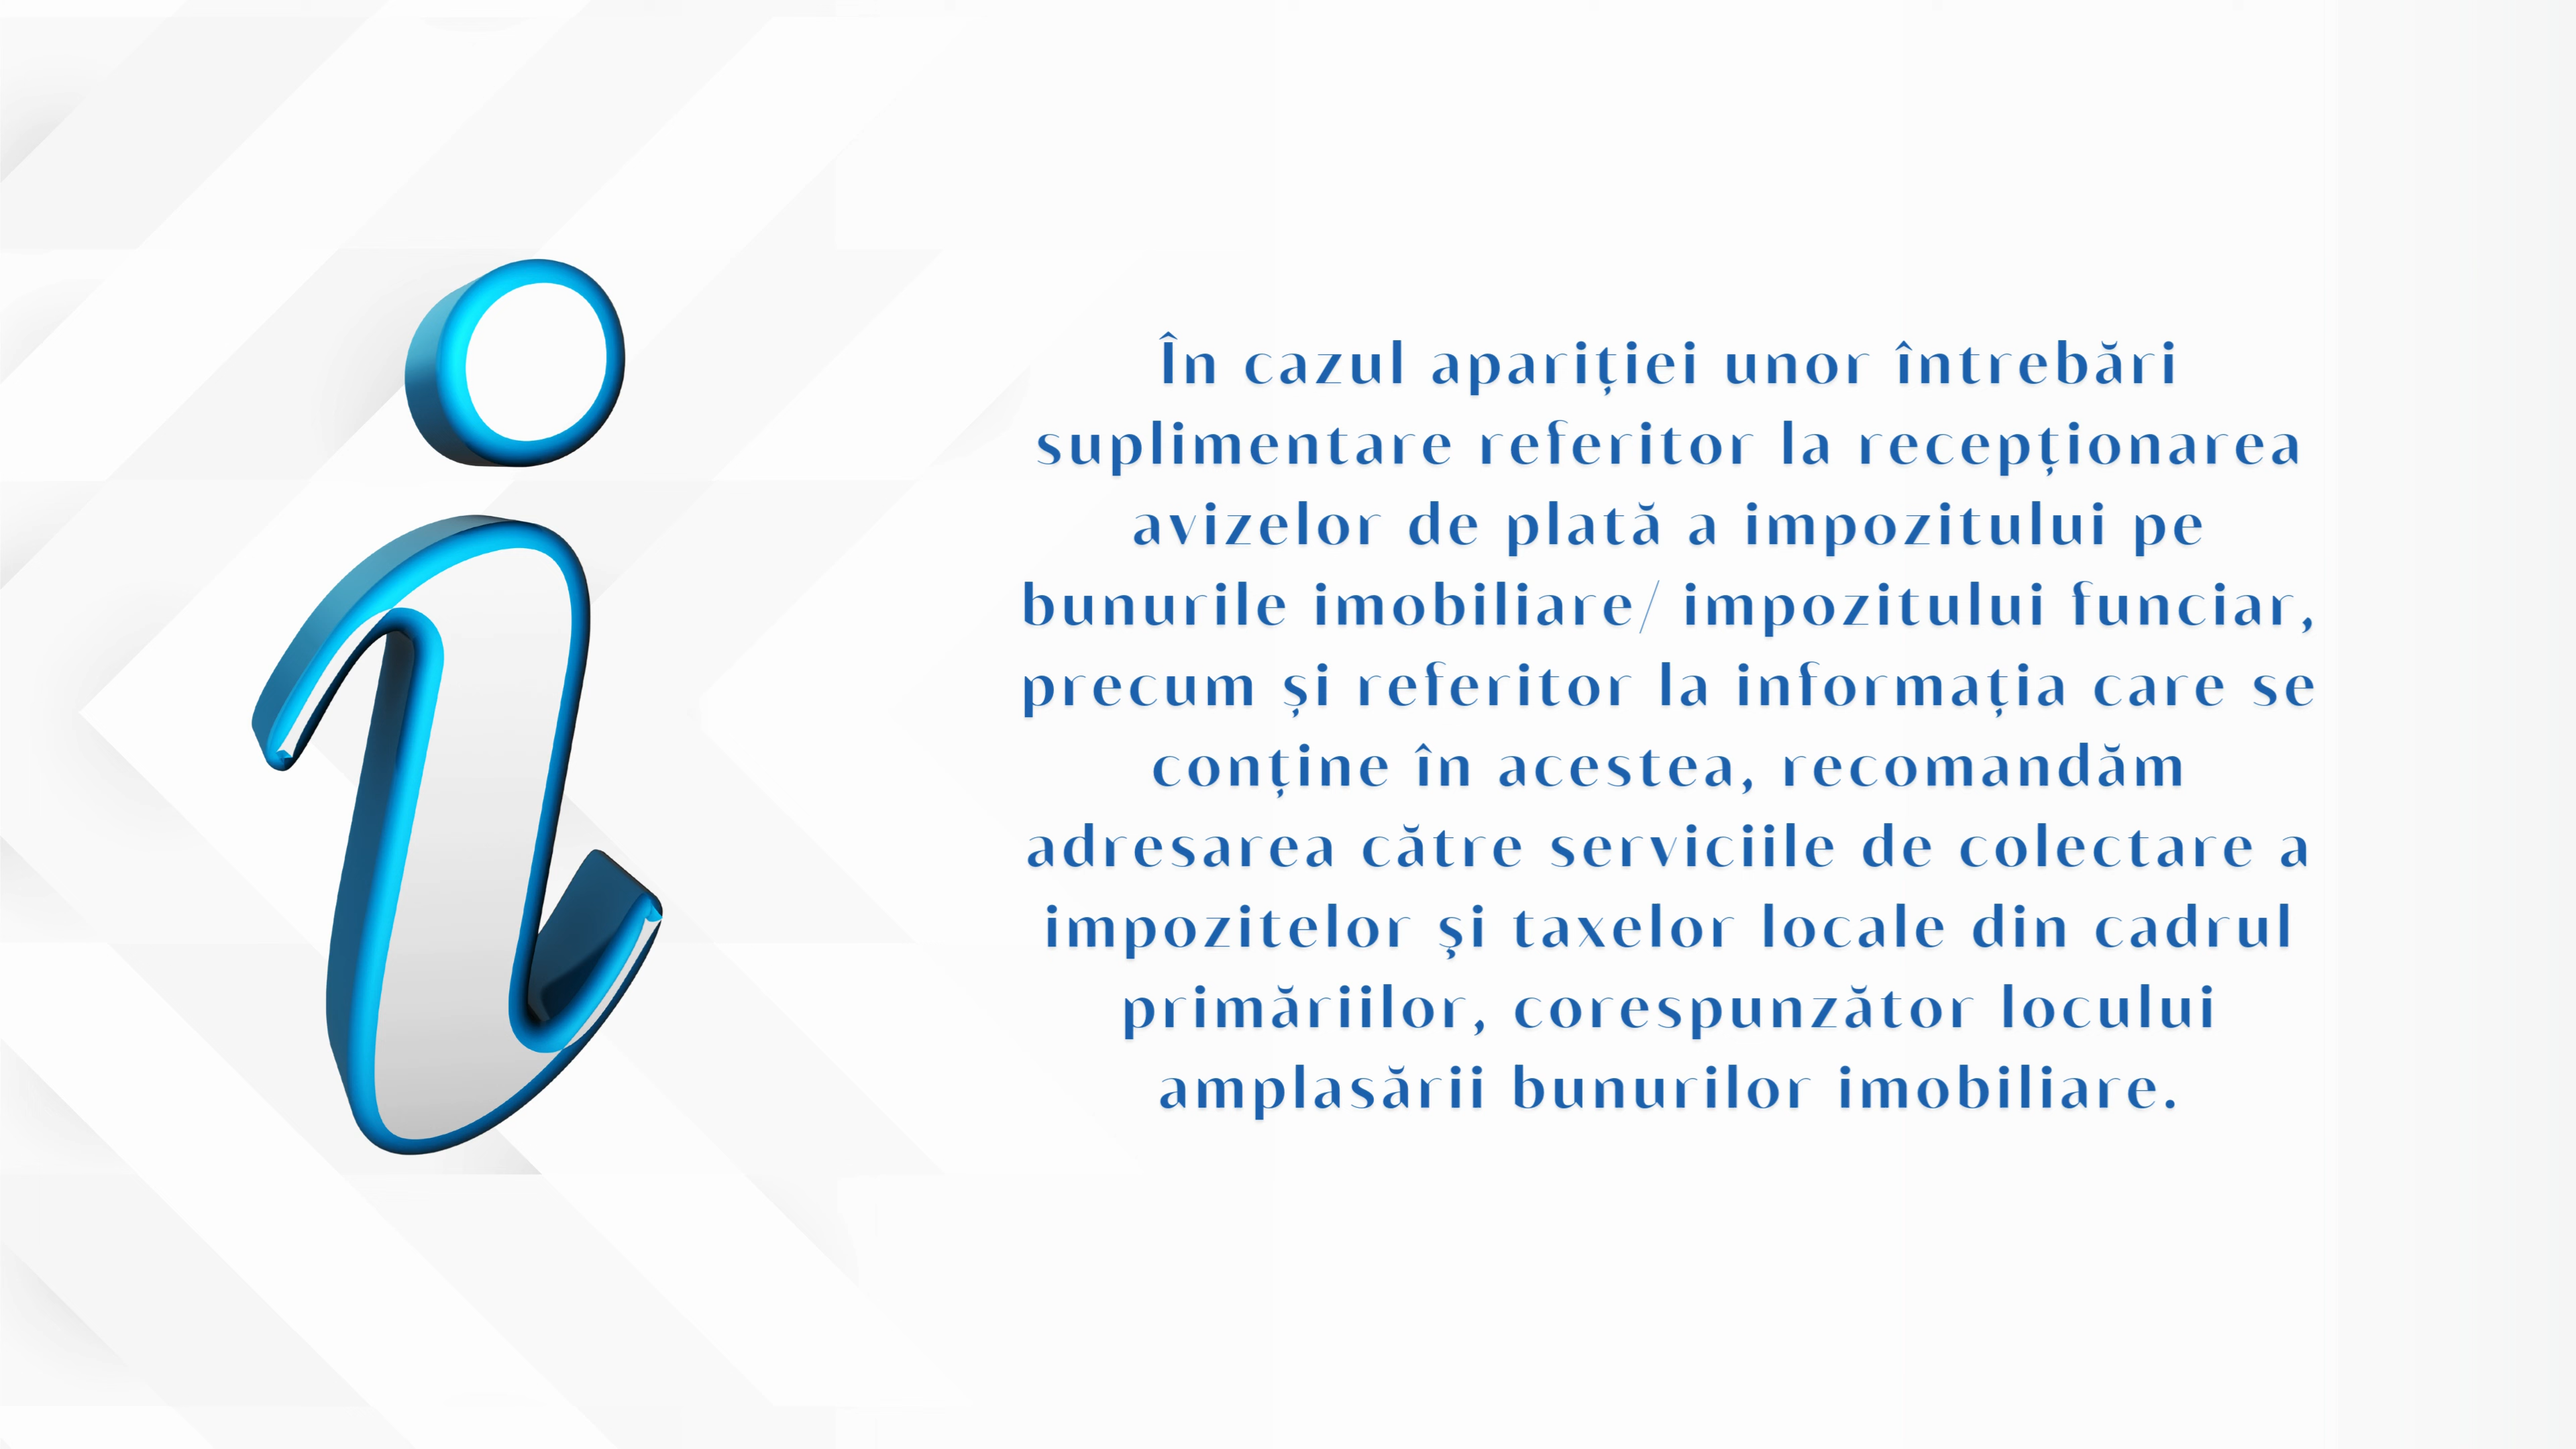 În cazul apariției unor întrebări
suplimentare referitor la recepționarea
avizelor de plată a impozitului pe
bunurile imobiliare/ impozitului funciar,
precum și referitor la informația care se
conține în acestea, recomandăm
adresarea către serviciile de colectare a
impozitelor şi taxelor locale din cadrul
primăriilor, corespunzător locului
amplasării bunurilor imobiliare.